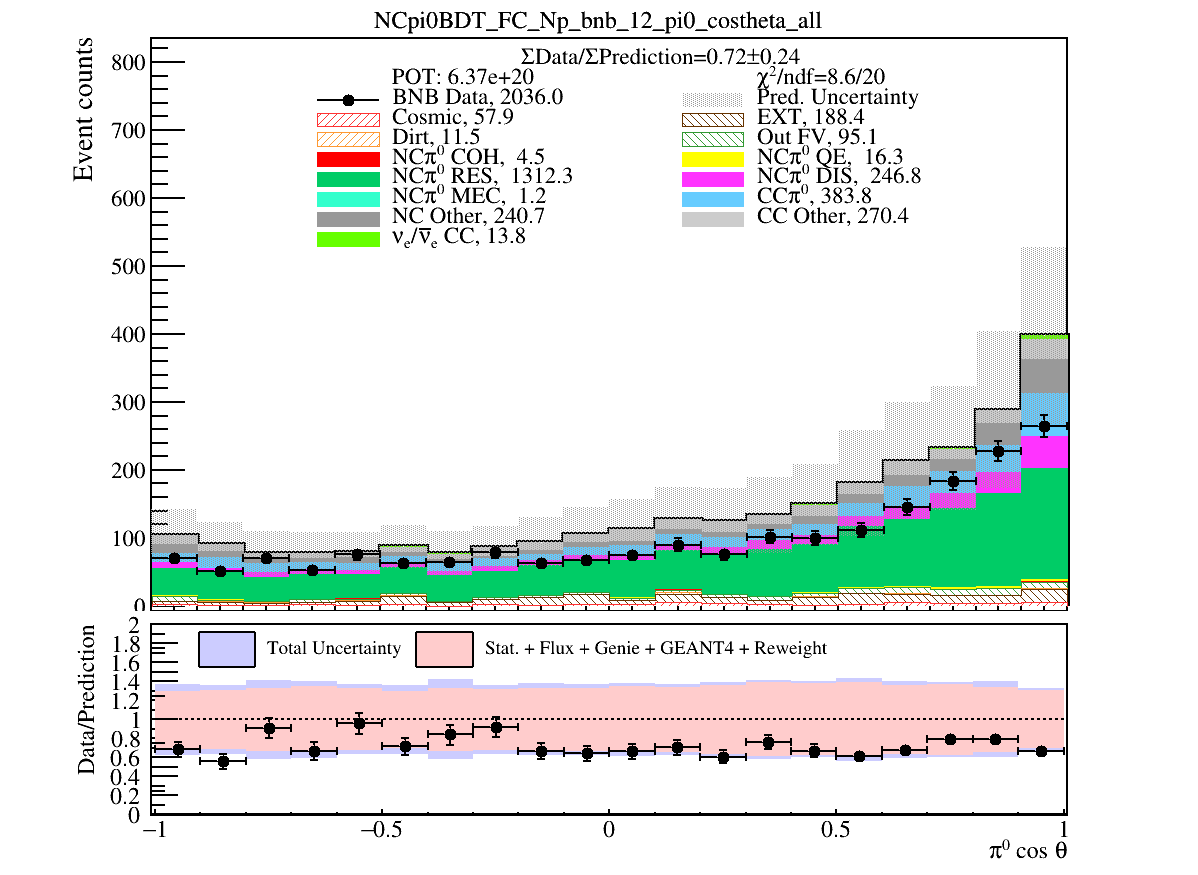 NCpi0BDT_FC_Np_bnb_12_pi0_costheta_all
ΣData/ΣPrediction=0.72±0.24
POT: 6.37e+20
χ²/ndf=8.6/20
BNB Data, 2036.0
Pred. Uncertainty
Cosmic, 57.9
EXT, 188.4
Dirt, 11.5
Out FV, 95.1
NCπ⁰ COH, 4.5
NCπ⁰ QE, 16.3
NCπ⁰ RES, 1312.3
NCπ⁰ DIS, 246.8
NCπ⁰ MEC, 1.2
CCπ⁰, 383.8
NC Other, 240.7
CC Other, 270.4
νₑ/ν̅ₑ CC, 13.8
Event counts
800
700
600
500
400
300
200
100
0
Total Uncertainty
Stat. + Flux + Genie + GEANT4 + Reweight
Data/Prediction
2
1.8
1.6
1.4
1.2
1
0.8
0.6
0.4
0.2
0
−1 −0.5 0 0.5 1
π⁰ cos θ